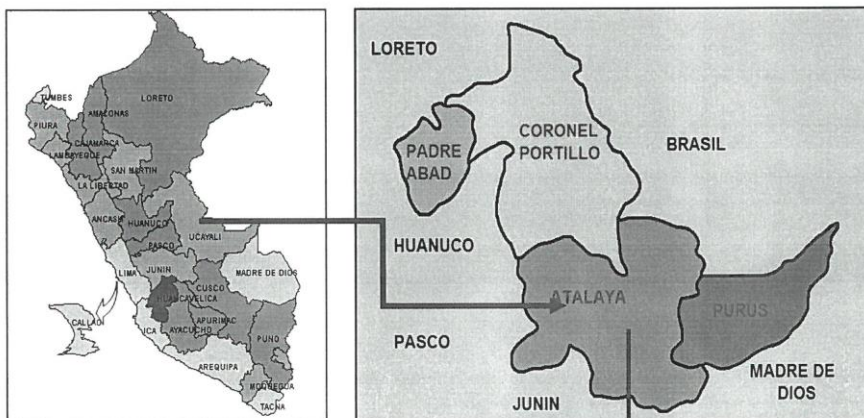 TUMBES
LORETO
AMAZONAS
PIURA
CAJAMARCA
LAMBAYEQUE
SAN MARTIN
LA LIBERTAD
ANCASH
HUANUCO
UCAYALI
PASCO
LIMA
JUNIN
MADRE DE DIOS
CUSCO
HUANCAVELICA
CALLAO
ICA
AYACUCHO
APURIMAC
PUNO
AREQUIPA
MOQUEGUA
TACNA
LORETO
PADRE
ABAD
CORONEL
PORTILLO
BRASIL
HUANUCO
ATALAYA
PURUS
PASCO
MADRE DE
DIOS
JUNIN